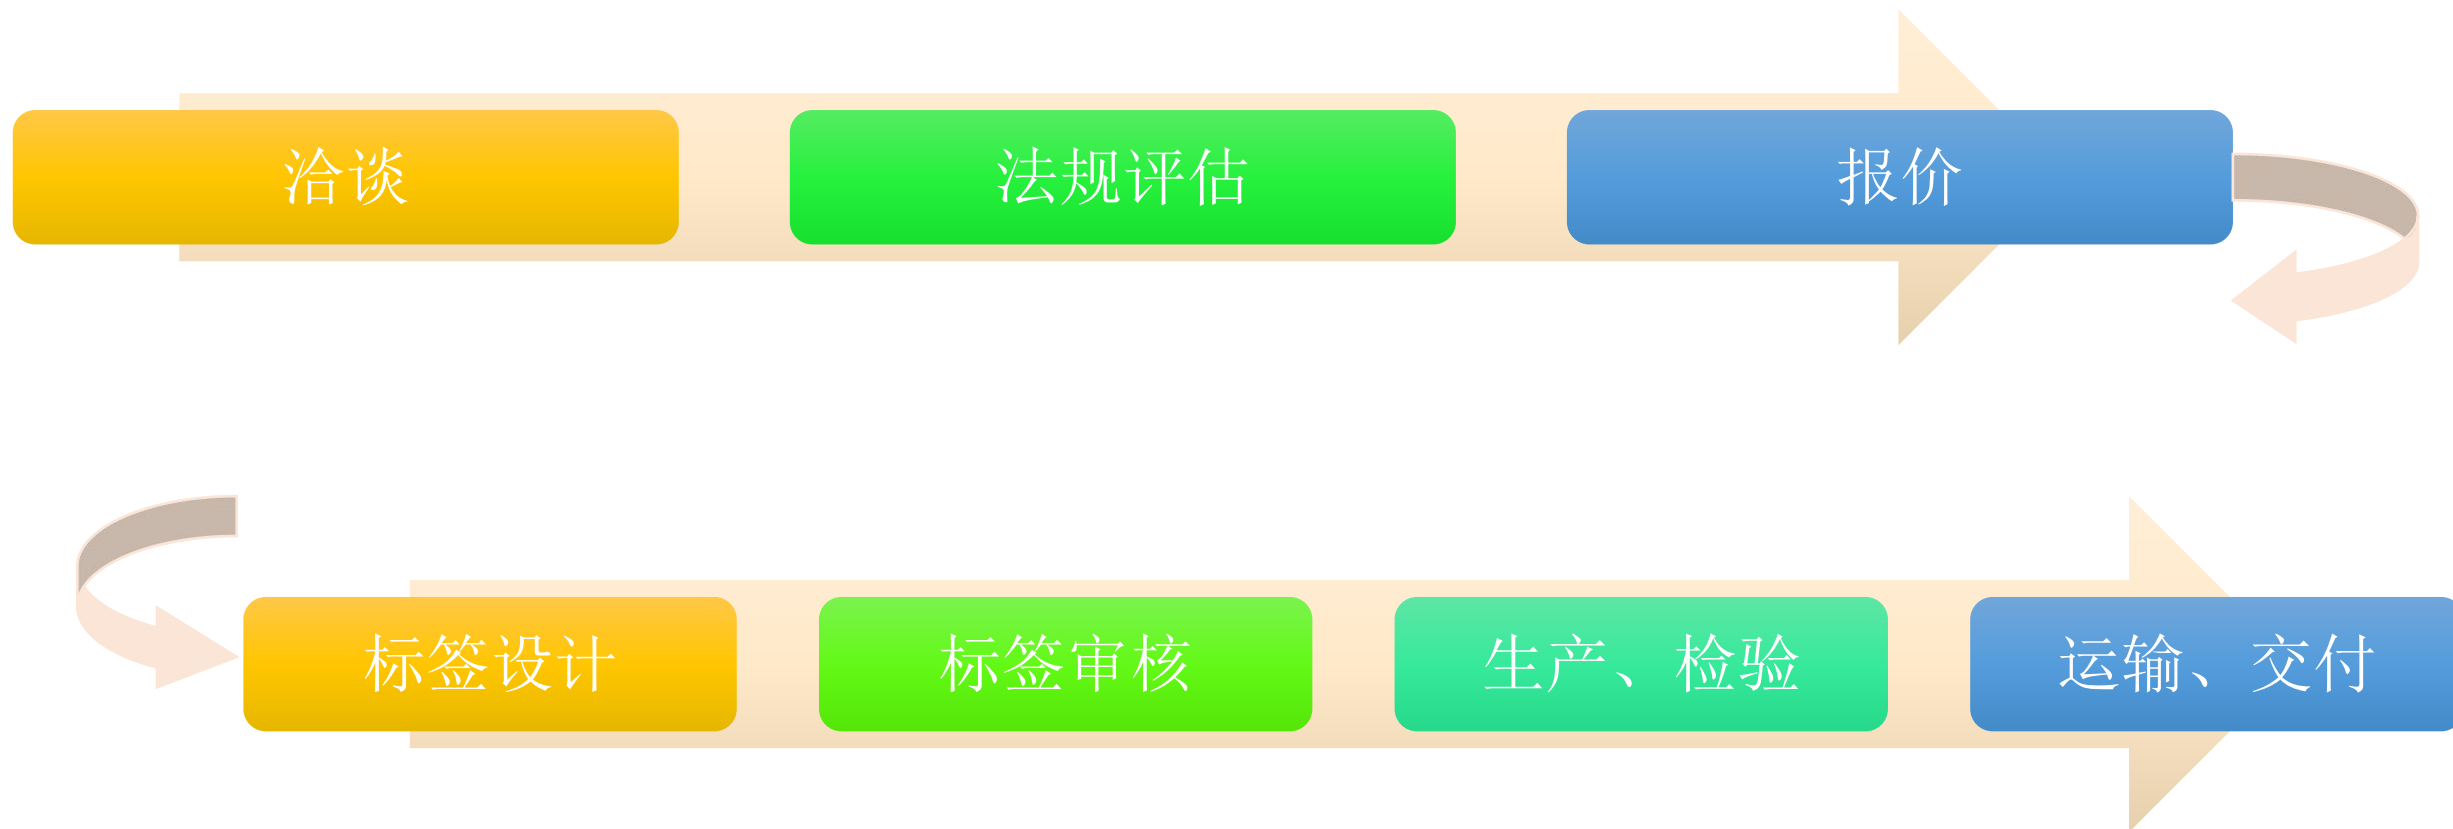 洽谈
法规评估
报价
标签设计
标签审核
生产、检验
运输、交付